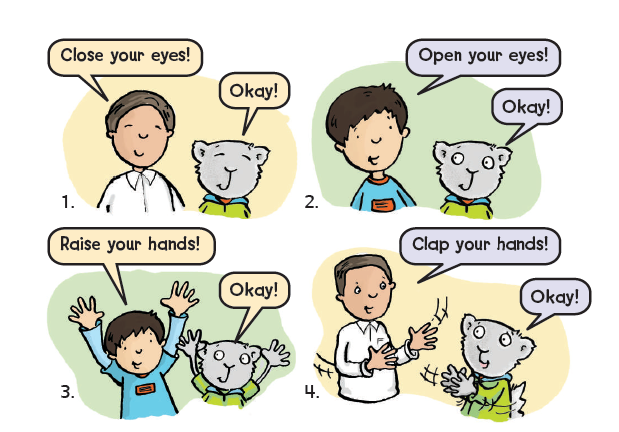 Close your eyes!
Okay!
1.
Open your eyes!
Okay!
2.
Raise your hands!
Okay!
3.
Clap your hands!
Okay!
4.